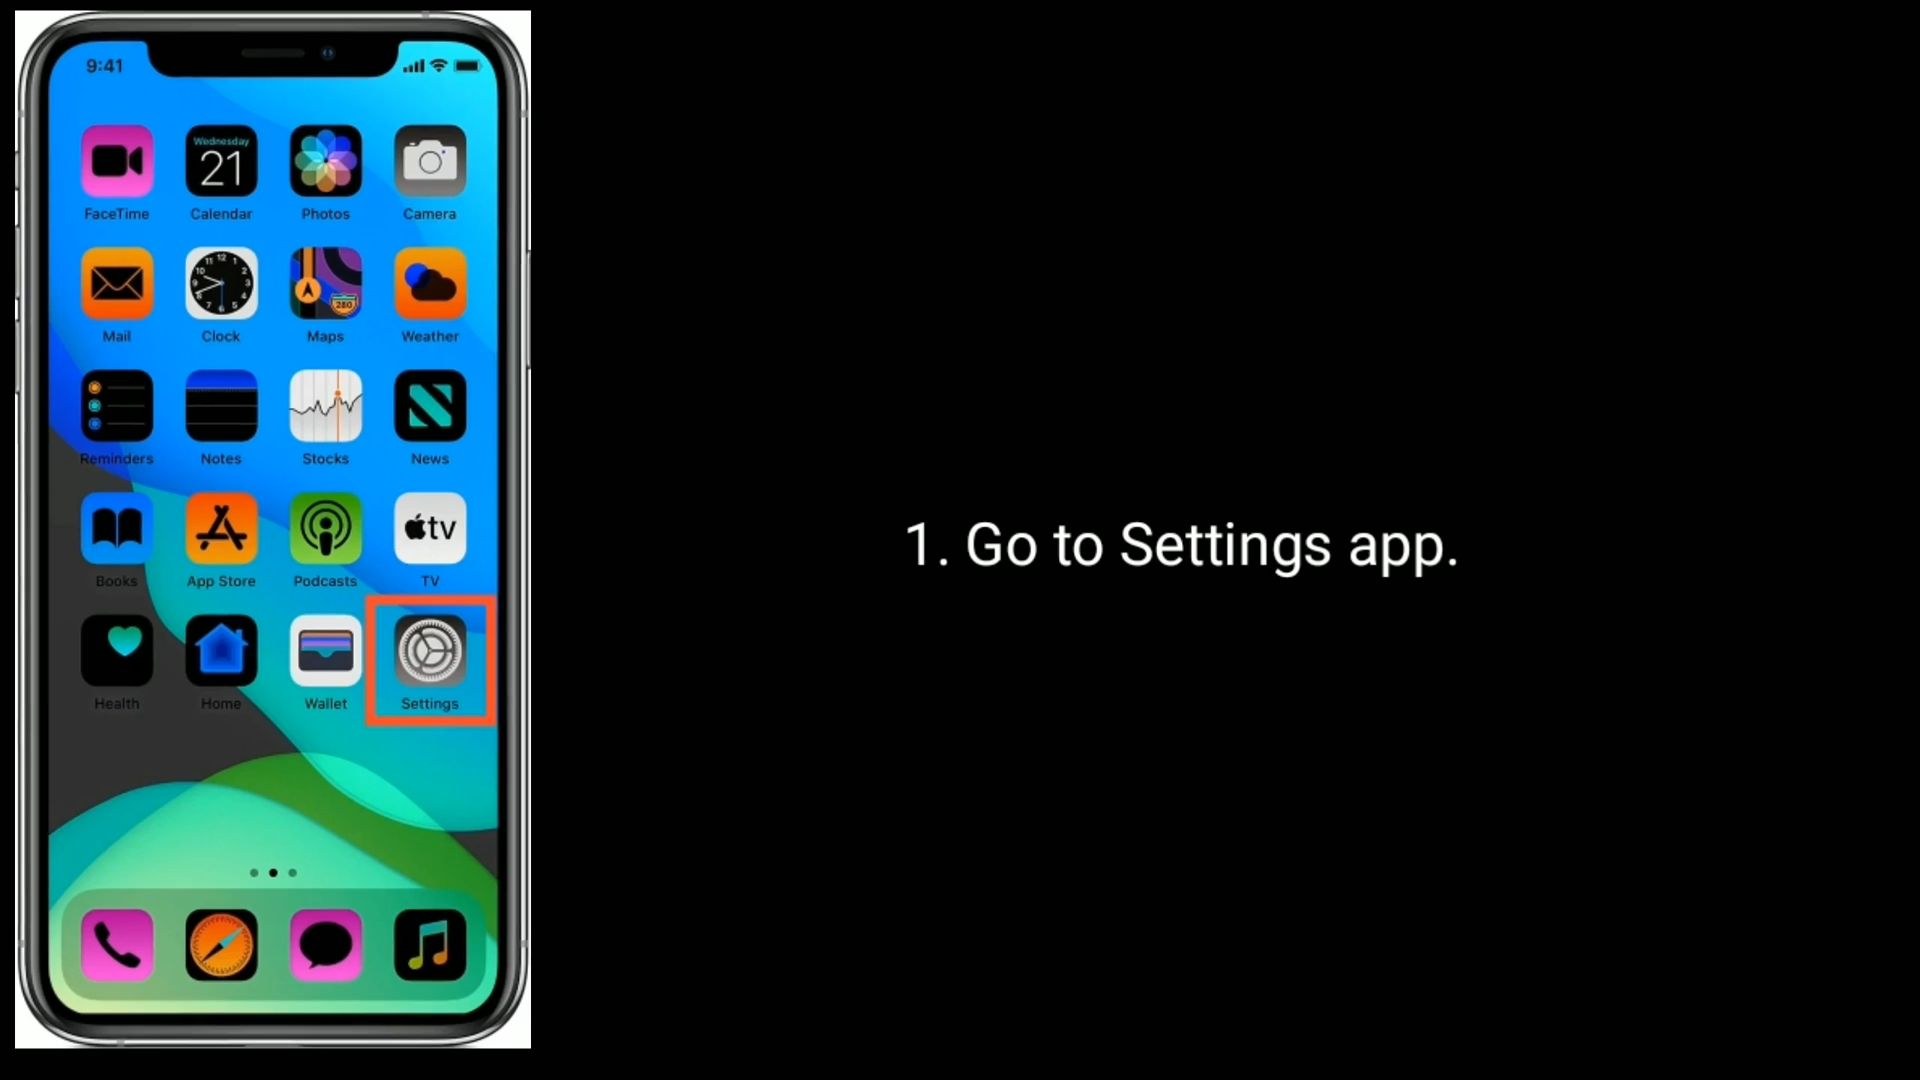 9:41
Wednesday
21
FaceTime Calendar Photos Camera
280
Mail Clock Maps Weather
tv
Reminders Notes Stocks News
Books App Store Podcasts TV
Health Home Wallet Settings
1. Go to Settings app.